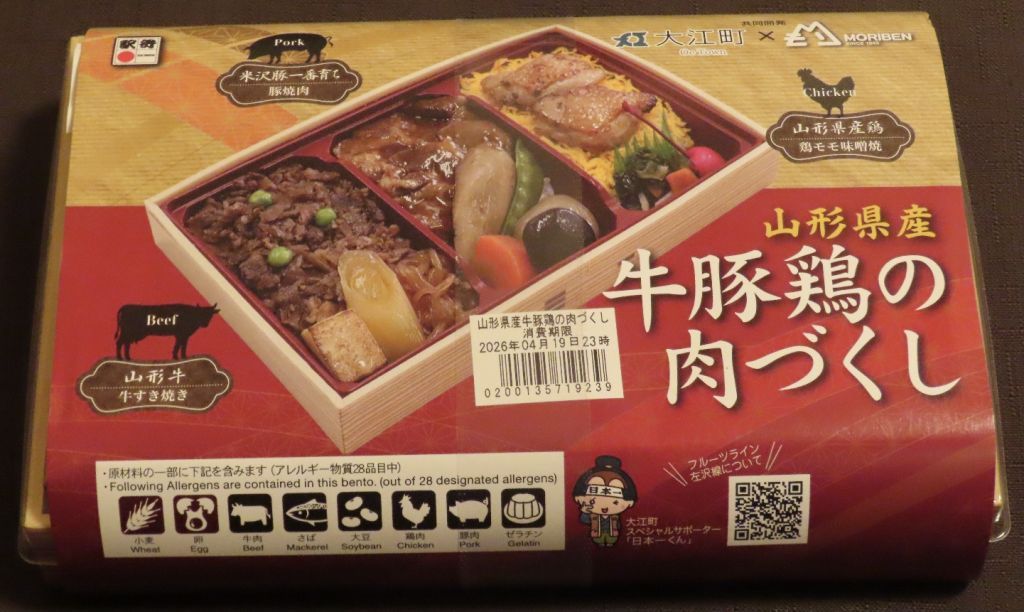 駅弁
Pork
米沢豚一番育ち
豚焼肉
共同開発
大江町
Oe Town
×
MORIBEN
SINCE 1949
Chicken
山形県産鶏
鶏モモ味噌焼
山形県産
牛豚鶏の
肉づくし
Beef
山形牛
牛すき焼き
山形県産牛豚鶏の肉づくし
消費期限
2026年04月19日23時
0200135719239
・原材料の一部に下記を含みます(アレルギー物質28品目中)
・Following Allergens are contained in this bento. (out of 28 designated allergens)
小麦 卵 牛肉 さば 大豆 鶏肉 豚肉 ゼラチン
Wheat Egg Beef Mackerel Soybean Chicken Pork Gelatin
日本一
大江町
スペシャルサポーター
「日本一くん」
フルーツライン
左沢線について